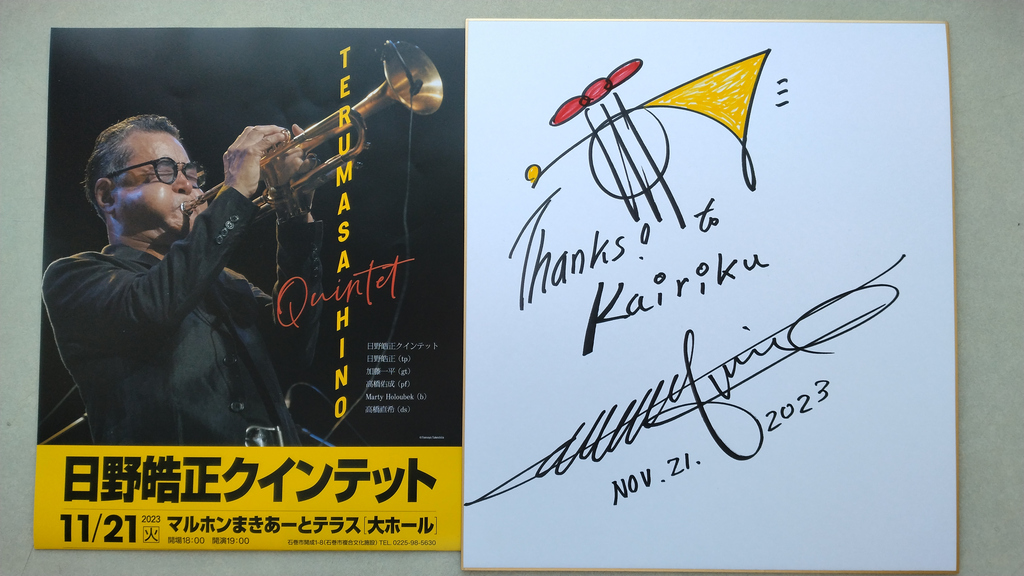 TERUMASA HINO
Quintet
日野皓正クインテット
日野皓正(tp)
加藤一平(gt)
高橋佑成(pf)
Marty Holoubek(b)
高橋直希(ds)
日野皓正クインテット
11/21 2023 火 マルホンまきあーとテラス[大ホール]
開場18:00 開演19:00 石巻市開成1-8(石巻市複合文化施設) TEL 0225-98-5630
Thanks! to
Kairiku
Hino
2023
NOV. 21.